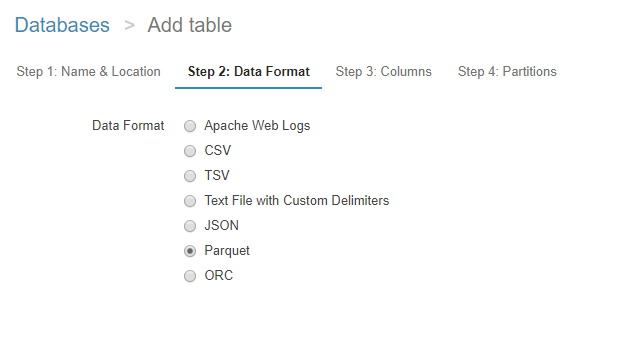 Databases > Add table
Step 1: Name & Location Step 2: Data Format Step 3: Columns Step 4: Partitions
Data Format Apache Web Logs
CSV
TSV
Text File with Custom Delimiters
JSON
Parquet
ORC